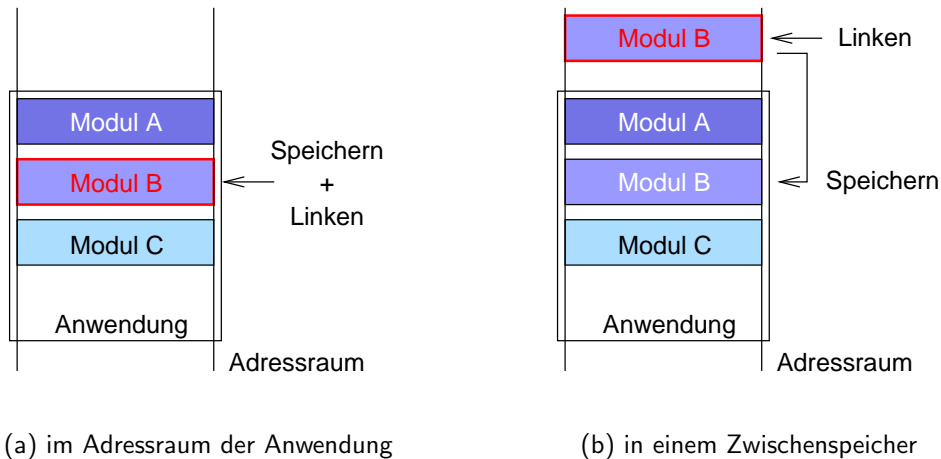 Modul A
Modul B
Modul C
Anwendung
Adressraum
Speichern
+
Linken
(a) im Adressraum der Anwendung
Modul B
Linken
Modul A
Modul B
Speichern
Modul C
Anwendung
Adressraum
(b) in einem Zwischenspeicher